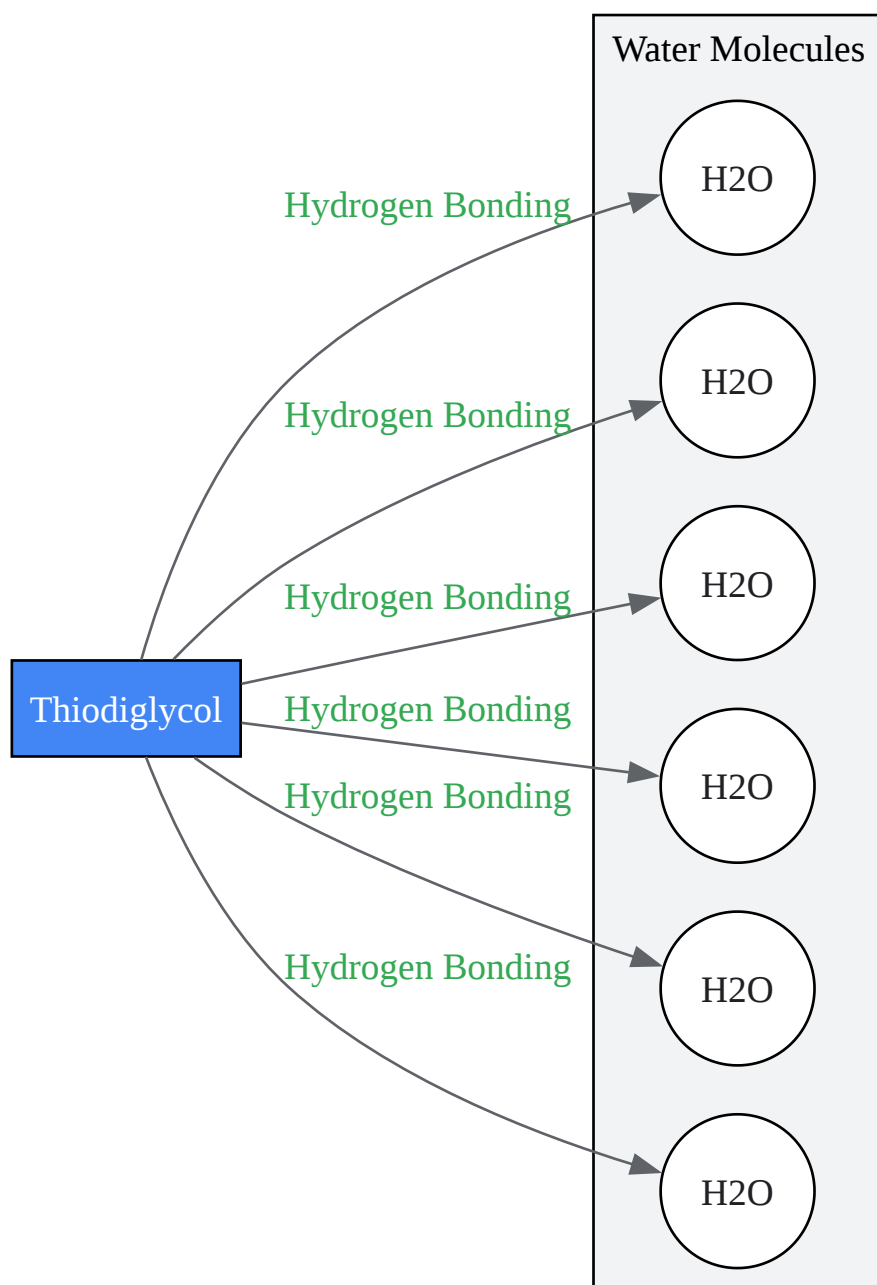 Water Molecules
H2O
Hydrogen Bonding
H2O
Hydrogen Bonding
H2O
Hydrogen Bonding
Thiodiglycol
Hydrogen Bonding
H2O
Hydrogen Bonding
H2O
Hydrogen Bonding
H2O